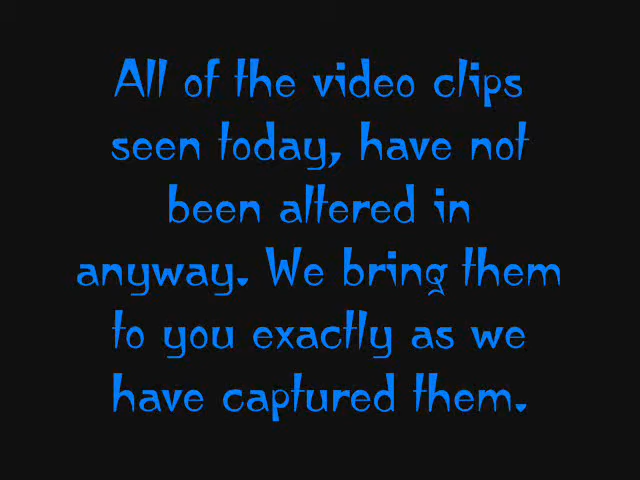 All of the video clips
seen today, have not
been altered in
anyway. We bring them
to you exactly as we
have captured them.